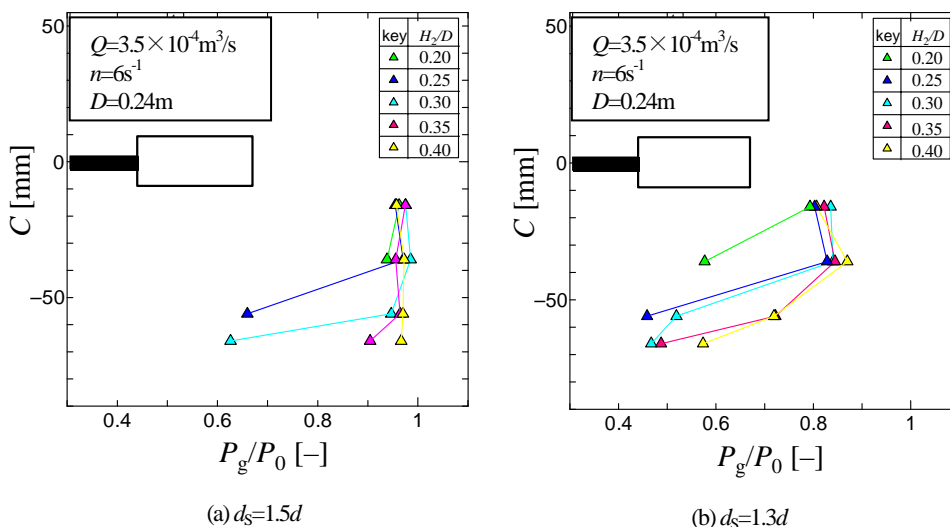 50
Q=3.5×10-4m3/s
n=6s-1
D=0.24m
key H2/D
0.20
0.25
0.30
0.35
0.40
0
−50
C [mm]
0.4 0.6 0.8 1
Pg/P0 [–]
(a) dS=1.5d
50
Q=3.5×10-4m3/s
n=6s-1
D=0.24m
key H2/D
0.20
0.25
0.30
0.35
0.40
0
−50
C [mm]
0.4 0.6 0.8 1
Pg/P0 [–]
(b) dS=1.3d